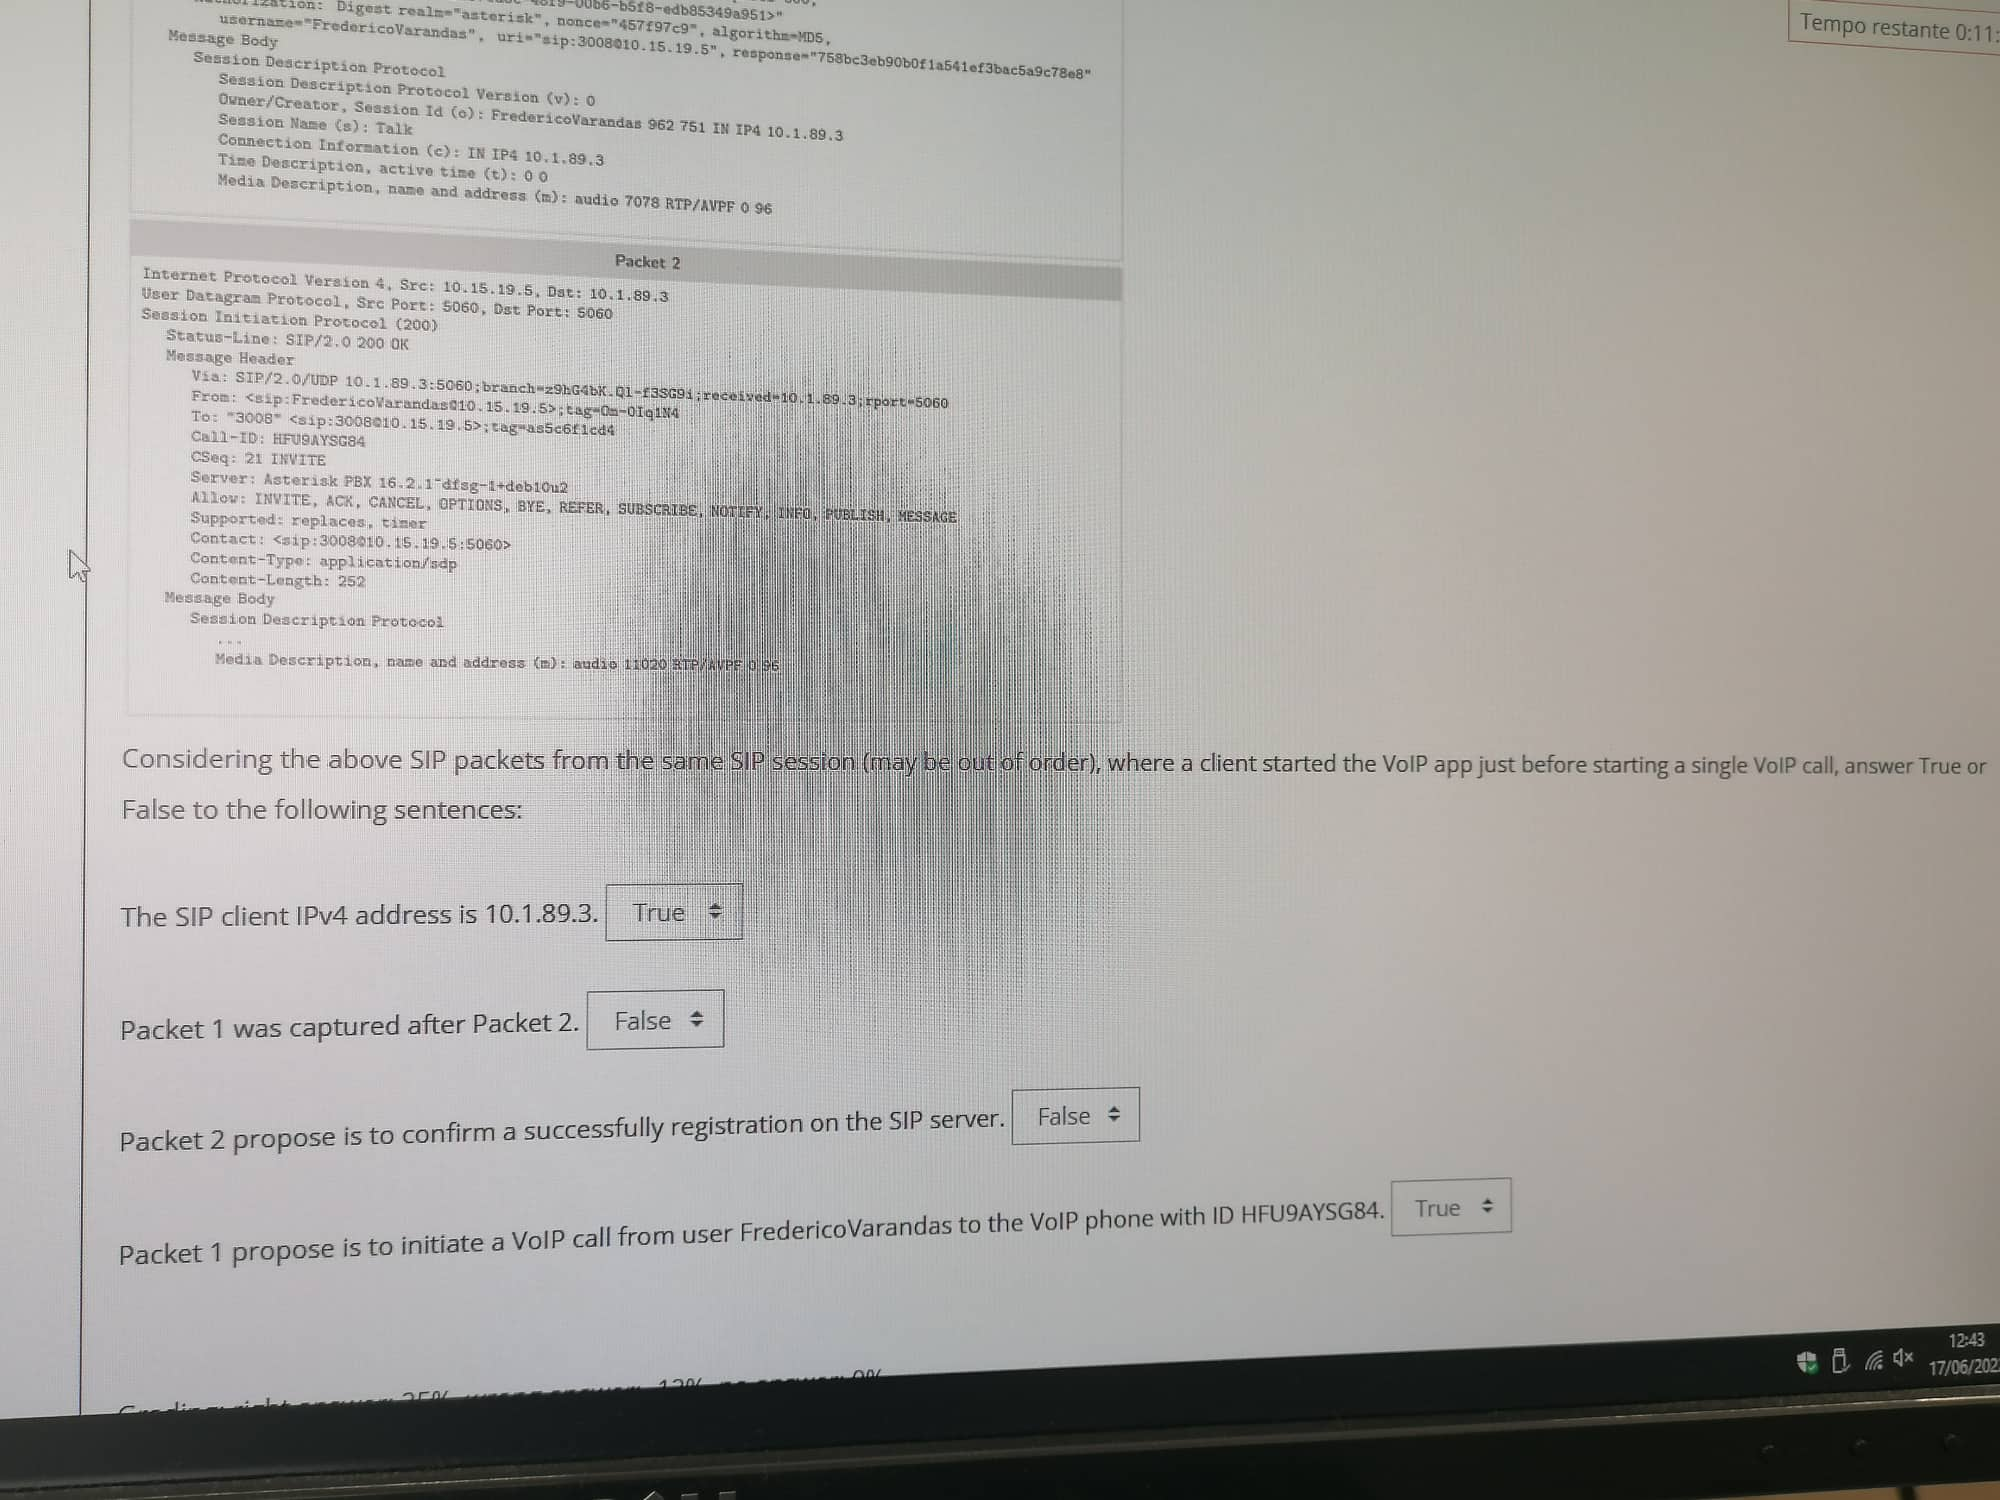 Tempo restante 0:11:
Digest realm="asterisk", nonce="457f97c9", algorithm=MD5,
username="FredericoVarandas", uri="sip:3008@10.15.19.5", response="758bc3eb90b0f1a541ef3bac5a9c78e8"
Message Body
Session Description Protocol
Session Description Protocol Version (v): 0
Owner/Creator, Session Id (o): FredericoVarandas 962 751 IN IP4 10.1.89.3
Session Name (s): Talk
Connection Information (c): IN IP4 10.1.89.3
Time Description, active time (t): 0 0
Media Description, name and address (m): audio 7078 RTP/AVPF 0 96
Packet 2
Internet Protocol Version 4, Src: 10.15.19.5, Dst: 10.1.89.3
User Datagram Protocol, Src Port: 5060, Dst Port: 5060
Session Initiation Protocol (200)
Status-Line: SIP/2.0 200 OK
Message Header
Via: SIP/2.0/UDP 10.1.89.3:5060;branch=z9hG4bK.Ql-f3SG9i;received=10.1.89.3;rport=5060
From: <sip:FredericoVarandas@10.15.19.5>;tag=Om-0Iq1N4
To: "3008" <sip:3008@10.15.19.5>;tag=as5c6f1cd4
Call-ID: HFU9AYSG84
CSeq: 21 INVITE
Server: Asterisk PBX 16.2.1~dfsg-1+deb10u2
Allow: INVITE, ACK, CANCEL, OPTIONS, BYE, REFER, SUBSCRIBE, NOTIFY, INFO, PUBLISH, MESSAGE
Supported: replaces, timer
Contact: <sip:3008@10.15.19.5:5060>
Content-Type: application/sdp
Content-Length: 252
Message Body
Session Description Protocol
...
Media Description, name and address (m): audio 11020 RTP/AVPF 0 96
Considering the above SIP packets from the same SIP session (may be out of order), where a client started the VoIP app just before starting a single VoIP call, answer True or
False to the following sentences:
The SIP client IPv4 address is 10.1.89.3. True
Packet 1 was captured after Packet 2. False
Packet 2 propose is to confirm a successfully registration on the SIP server. False
Packet 1 propose is to initiate a VoIP call from user FredericoVarandas to the VoIP phone with ID HFU9AYSG84. True
12:43
17/06/202